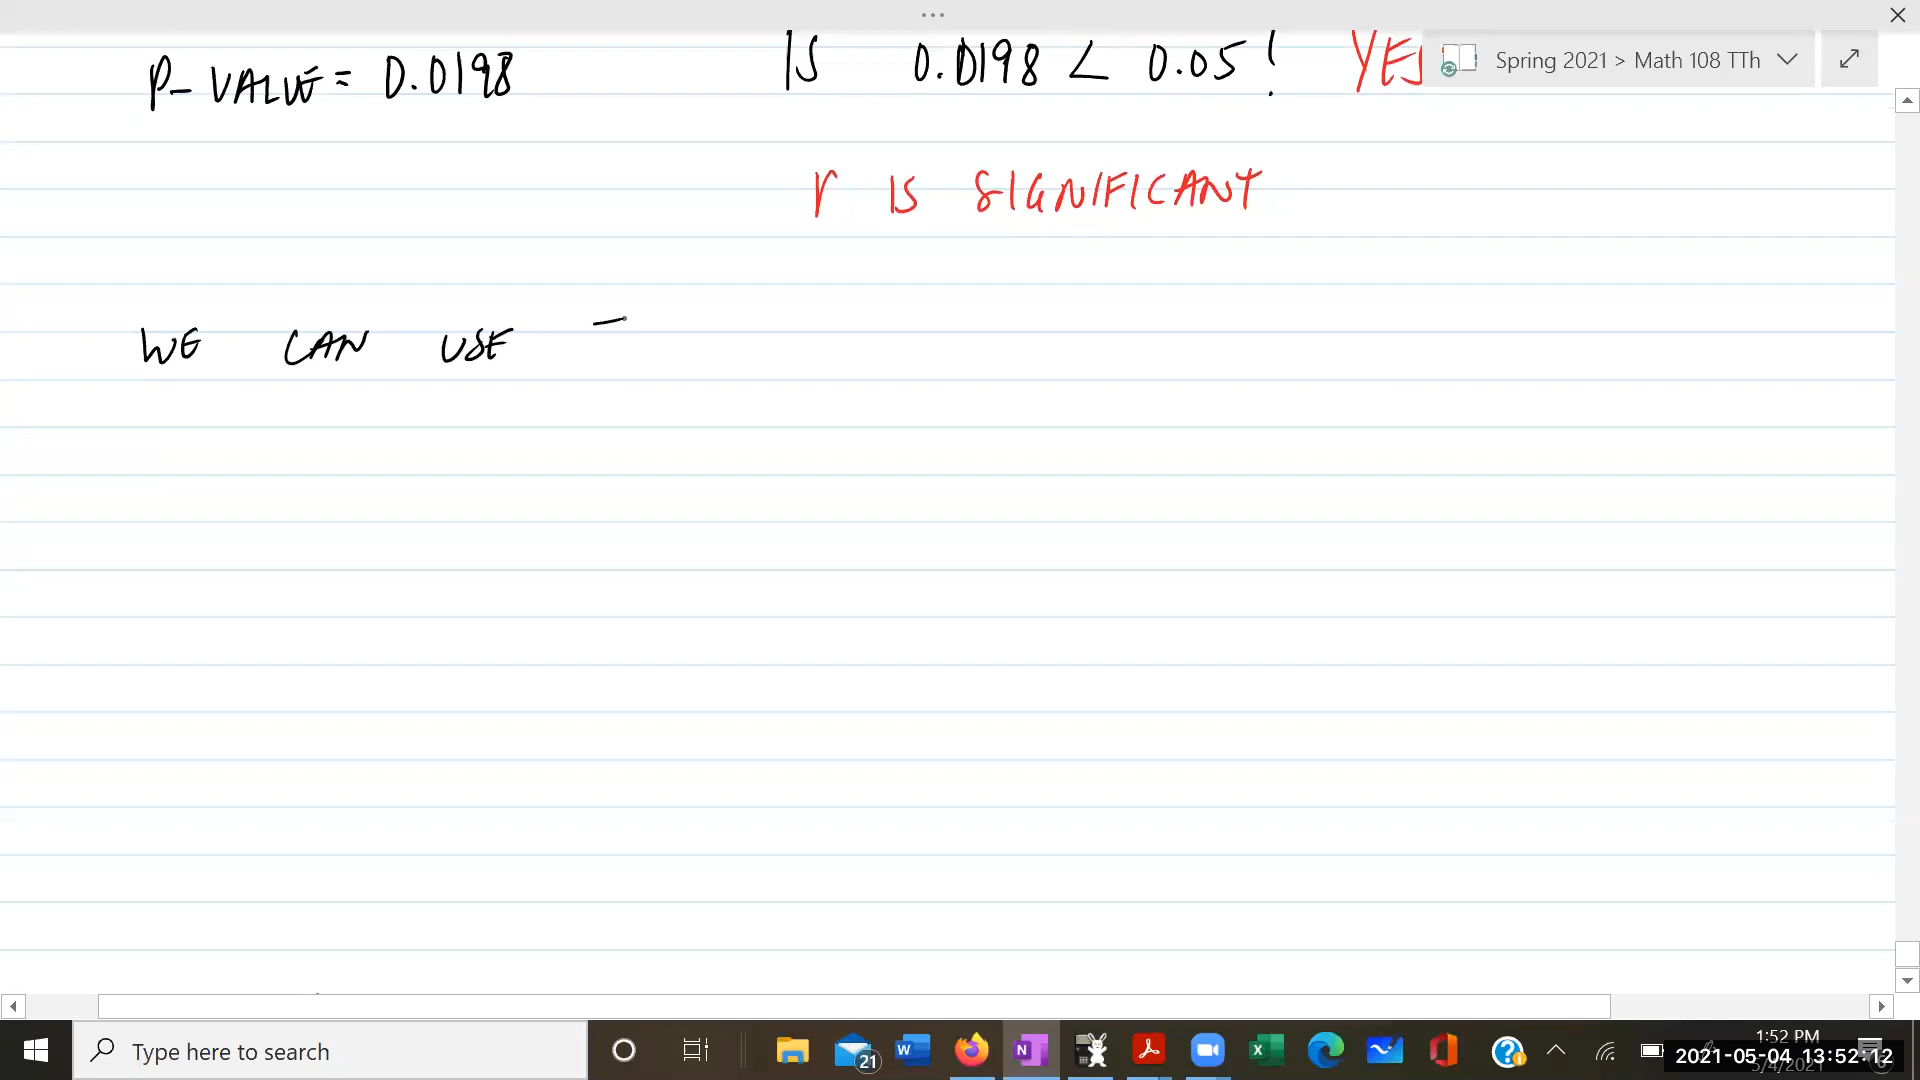 Spring 2021 > Math 108 TTh
P-VALUE = 0.0198 IS 0.0198 < 0.05? YES
r IS SIGNIFICANT
WE CAN USE
Type here to search
21
1:52 PM
2021-05-04 13:52:12